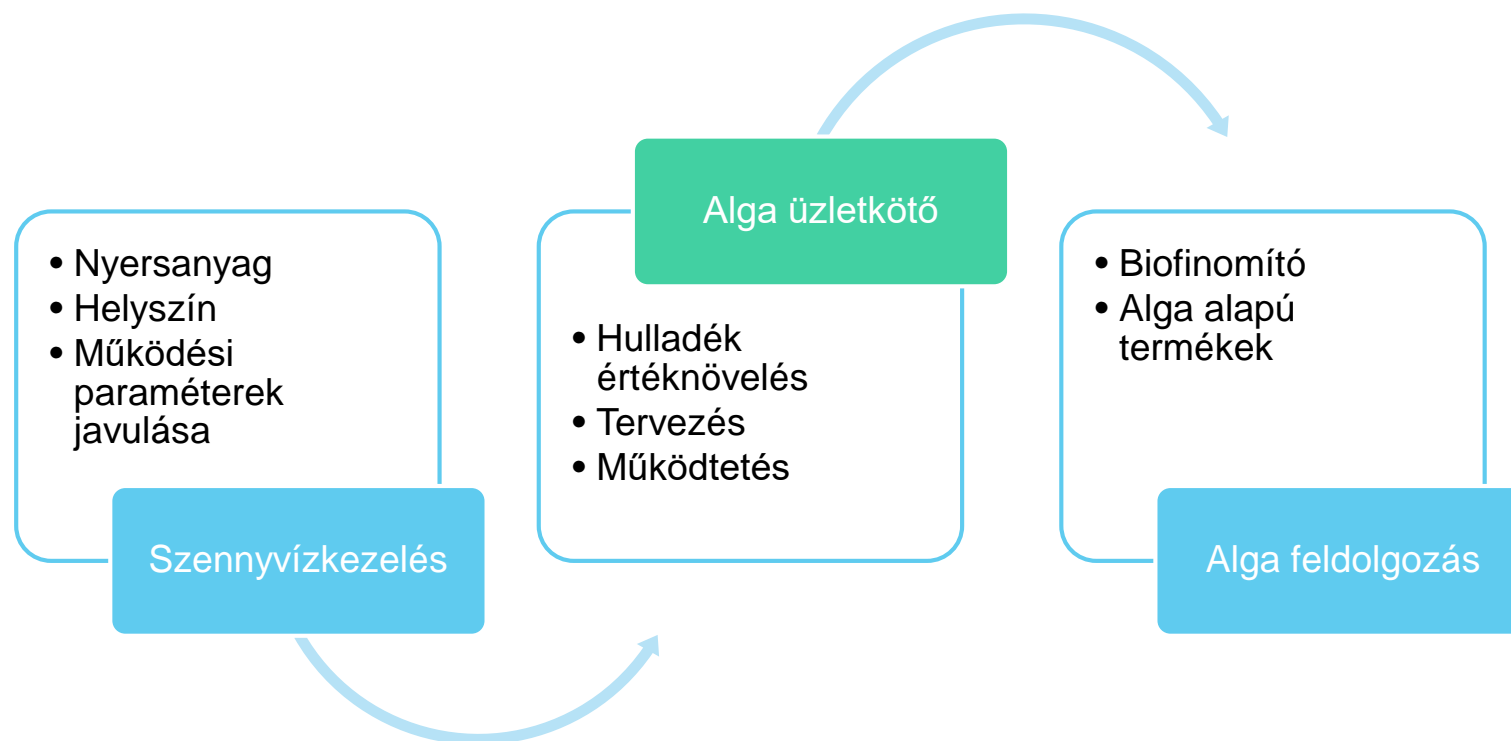 • Nyersanyag
• Helyszín
• Működési
paraméterek
javulása
Szennyvízkezelés
Alga üzletkötő
• Hulladék
értéknövelés
• Tervezés
• Működtetés
• Biofinomító
• Alga alapú
termékek
Alga feldolgozás